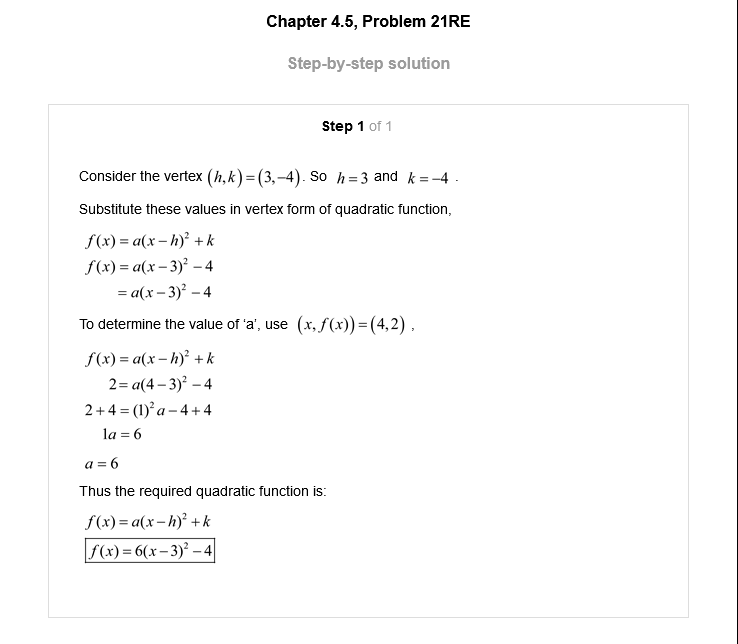 Chapter 4.5, Problem 21RE
Step-by-step solution
Step 1 of 1
Consider the vertex (h,k)=(3,−4). So h=3 and k=−4 .
Substitute these values in vertex form of quadratic function,
f(x)=a(x−h)²+k
f(x)=a(x−3)²−4
=a(x−3)²−4
To determine the value of ‘a’, use (x,f(x))=(4,2) ,
f(x)=a(x−h)²+k
2=a(4−3)²−4
2+4=(1)²a−4+4
1a=6
a=6
Thus the required quadratic function is:
f(x)=a(x−h)²+k
f(x)=6(x−3)²−4